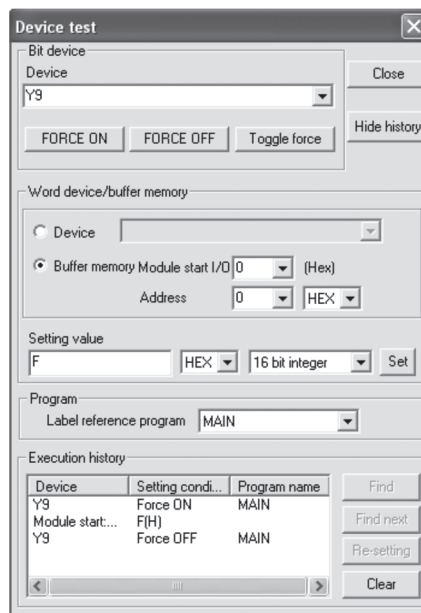 Device test
Bit device
Device
Y9
Close
FORCE ON FORCE OFF Toggle force
Hide history
Word device/buffer memory
Device
Buffer memory Module start I/O 0 (Hex)
Address 0 HEX
Setting value
F HEX 16 bit integer Set
Program
Label reference program MAIN
Execution history
Device Setting condi... Program name
Y9 Force ON MAIN
Module start:... F(H)
Y9 Force OFF MAIN
Find
Find next
Re-setting
Clear